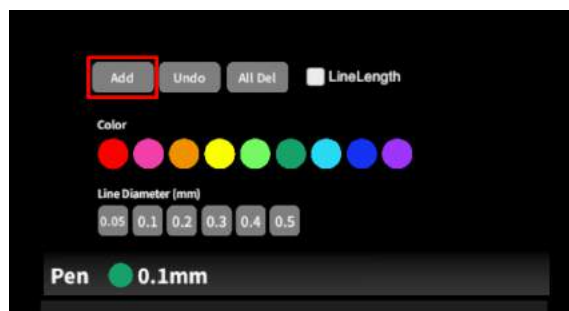 Add Undo All Del LineLength
Color
Line Diameter (mm)
0.05 0.1 0.2 0.3 0.4 0.5
Pen 0.1mm